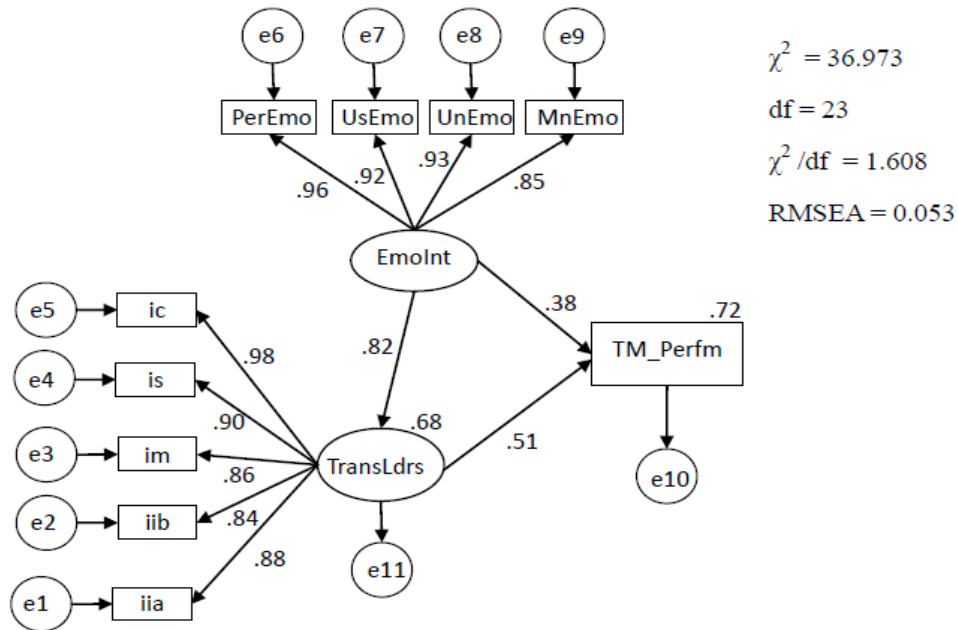 e6
e7
e8
e9
χ² = 36.973
df = 23
χ² /df = 1.608
RMSEA = 0.053
PerEmo
UsEmo
UnEmo
MnEmo
.96
.92
.93
.85
EmoInt
e5
ic
.38
.72
.82
TM_Perfm
.98
e4
is
.90
.68
.51
e3
im
.86
TransLdrs
e10
e2
iib
.84
.88
e11
e1
iia